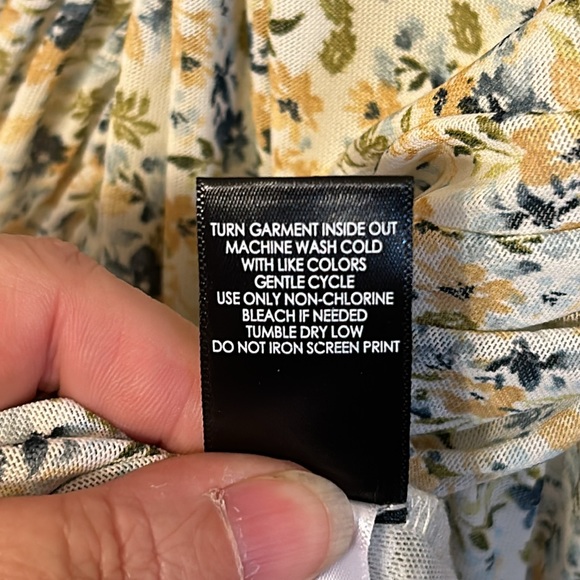 TURN GARMENT INSIDE OUT
MACHINE WASH COLD
WITH LIKE COLORS
GENTLE CYCLE
USE ONLY NON-CHLORINE
BLEACH IF NEEDED
TUMBLE DRY LOW
DO NOT IRON SCREEN PRINT